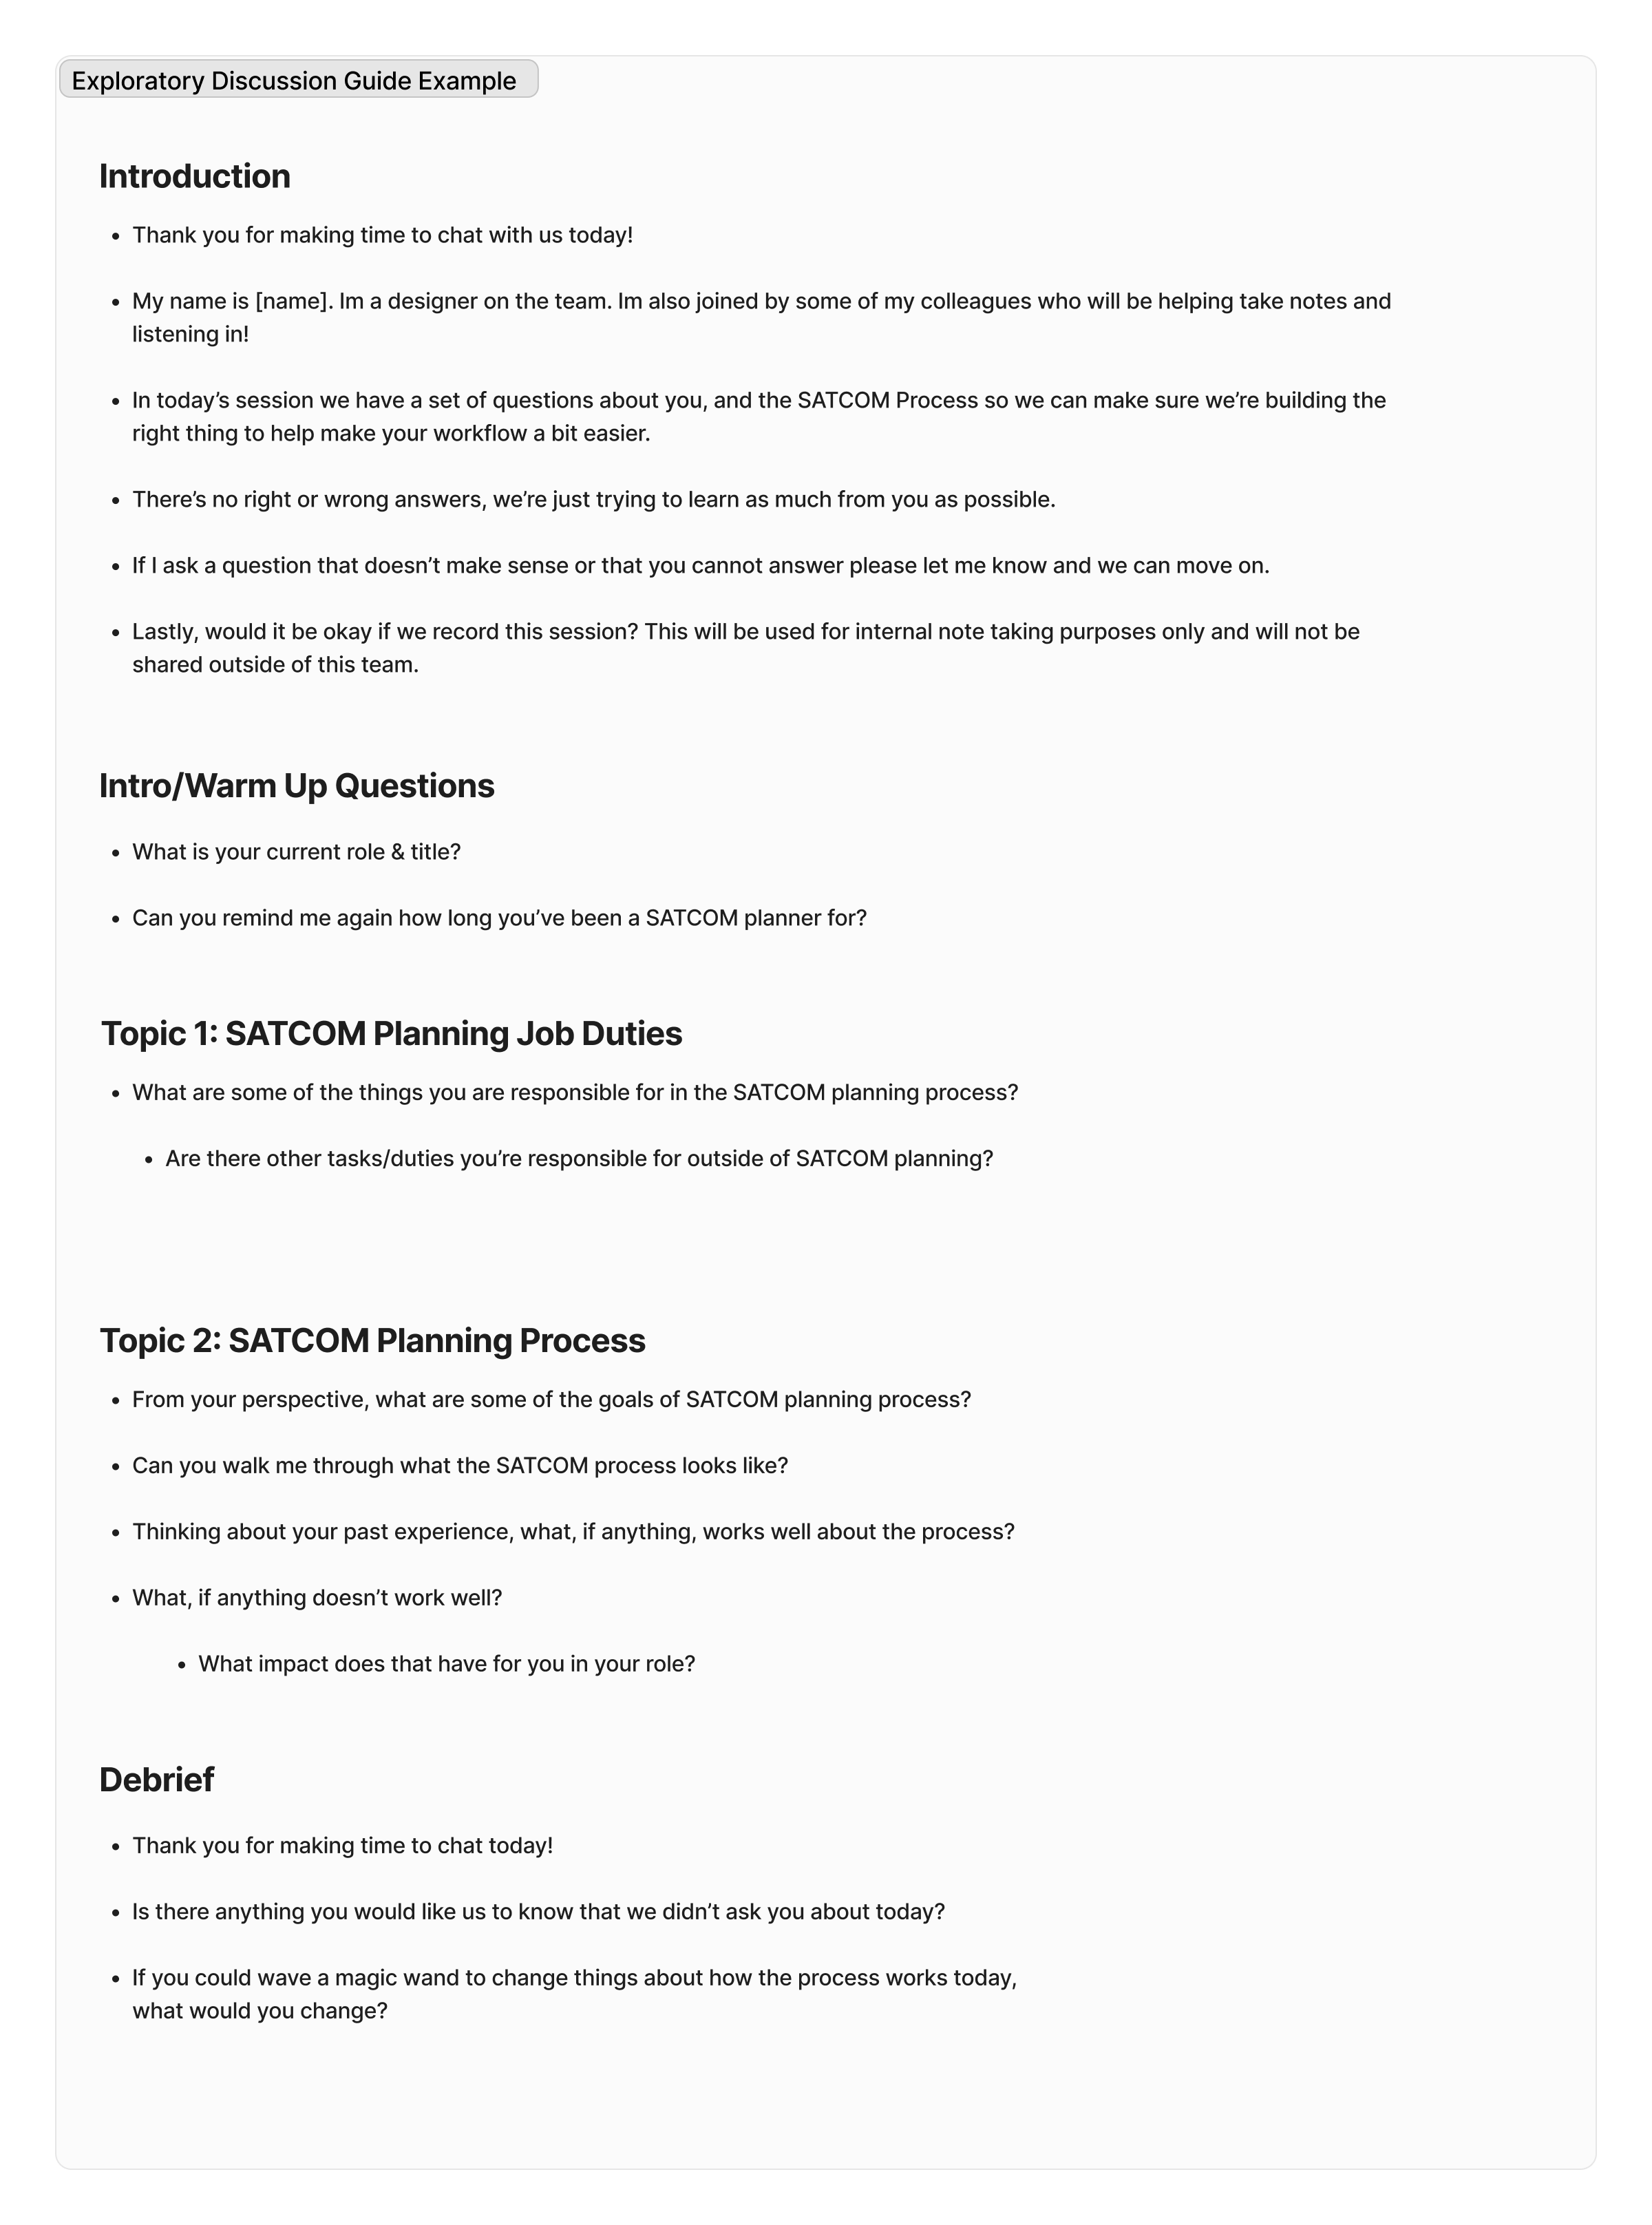 Exploratory Discussion Guide Example
Introduction
• Thank you for making time to chat with us today!
• My name is [name]. Im a designer on the team. Im also joined by some of my colleagues who will be helping take notes and
listening in!
• In today’s session we have a set of questions about you, and the SATCOM Process so we can make sure we’re building the
right thing to help make your workflow a bit easier.
• There’s no right or wrong answers, we’re just trying to learn as much from you as possible.
• If I ask a question that doesn’t make sense or that you cannot answer please let me know and we can move on.
• Lastly, would it be okay if we record this session? This will be used for internal note taking purposes only and will not be
shared outside of this team.
Intro/Warm Up Questions
• What is your current role & title?
• Can you remind me again how long you’ve been a SATCOM planner for?
Topic 1: SATCOM Planning Job Duties
• What are some of the things you are responsible for in the SATCOM planning process?
• Are there other tasks/duties you’re responsible for outside of SATCOM planning?
Topic 2: SATCOM Planning Process
• From your perspective, what are some of the goals of SATCOM planning process?
• Can you walk me through what the SATCOM process looks like?
• Thinking about your past experience, what, if anything, works well about the process?
• What, if anything doesn’t work well?
• What impact does that have for you in your role?
Debrief
• Thank you for making time to chat today!
• Is there anything you would like us to know that we didn’t ask you about today?
• If you could wave a magic wand to change things about how the process works today,
what would you change?